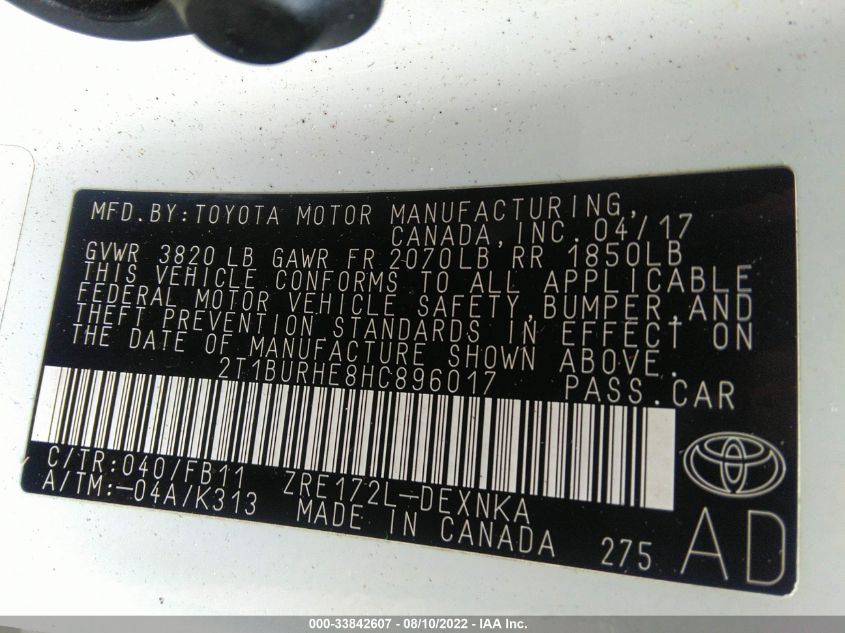 MFD. BY: TOYOTA MOTOR MANUFACTURING,
CANADA, INC. 04/17
GVWR 3820 LB GAWR FR 2070LB RR 1850LB
THIS VEHICLE CONFORMS TO ALL APPLICABLE
FEDERAL MOTOR VEHICLE SAFETY, BUMPER, AND
THEFT PREVENTION STANDARDS IN EFFECT ON
THE DATE OF MANUFACTURE SHOWN ABOVE.
2T1BURHE8HC896017 PASS.CAR
C/TR:040/FB11 ZRE172L-DEXNKA
A/TM:-04A/K313 MADE IN CANADA 275 AD
000-33842607 - 08/10/2022 - IAA Inc.